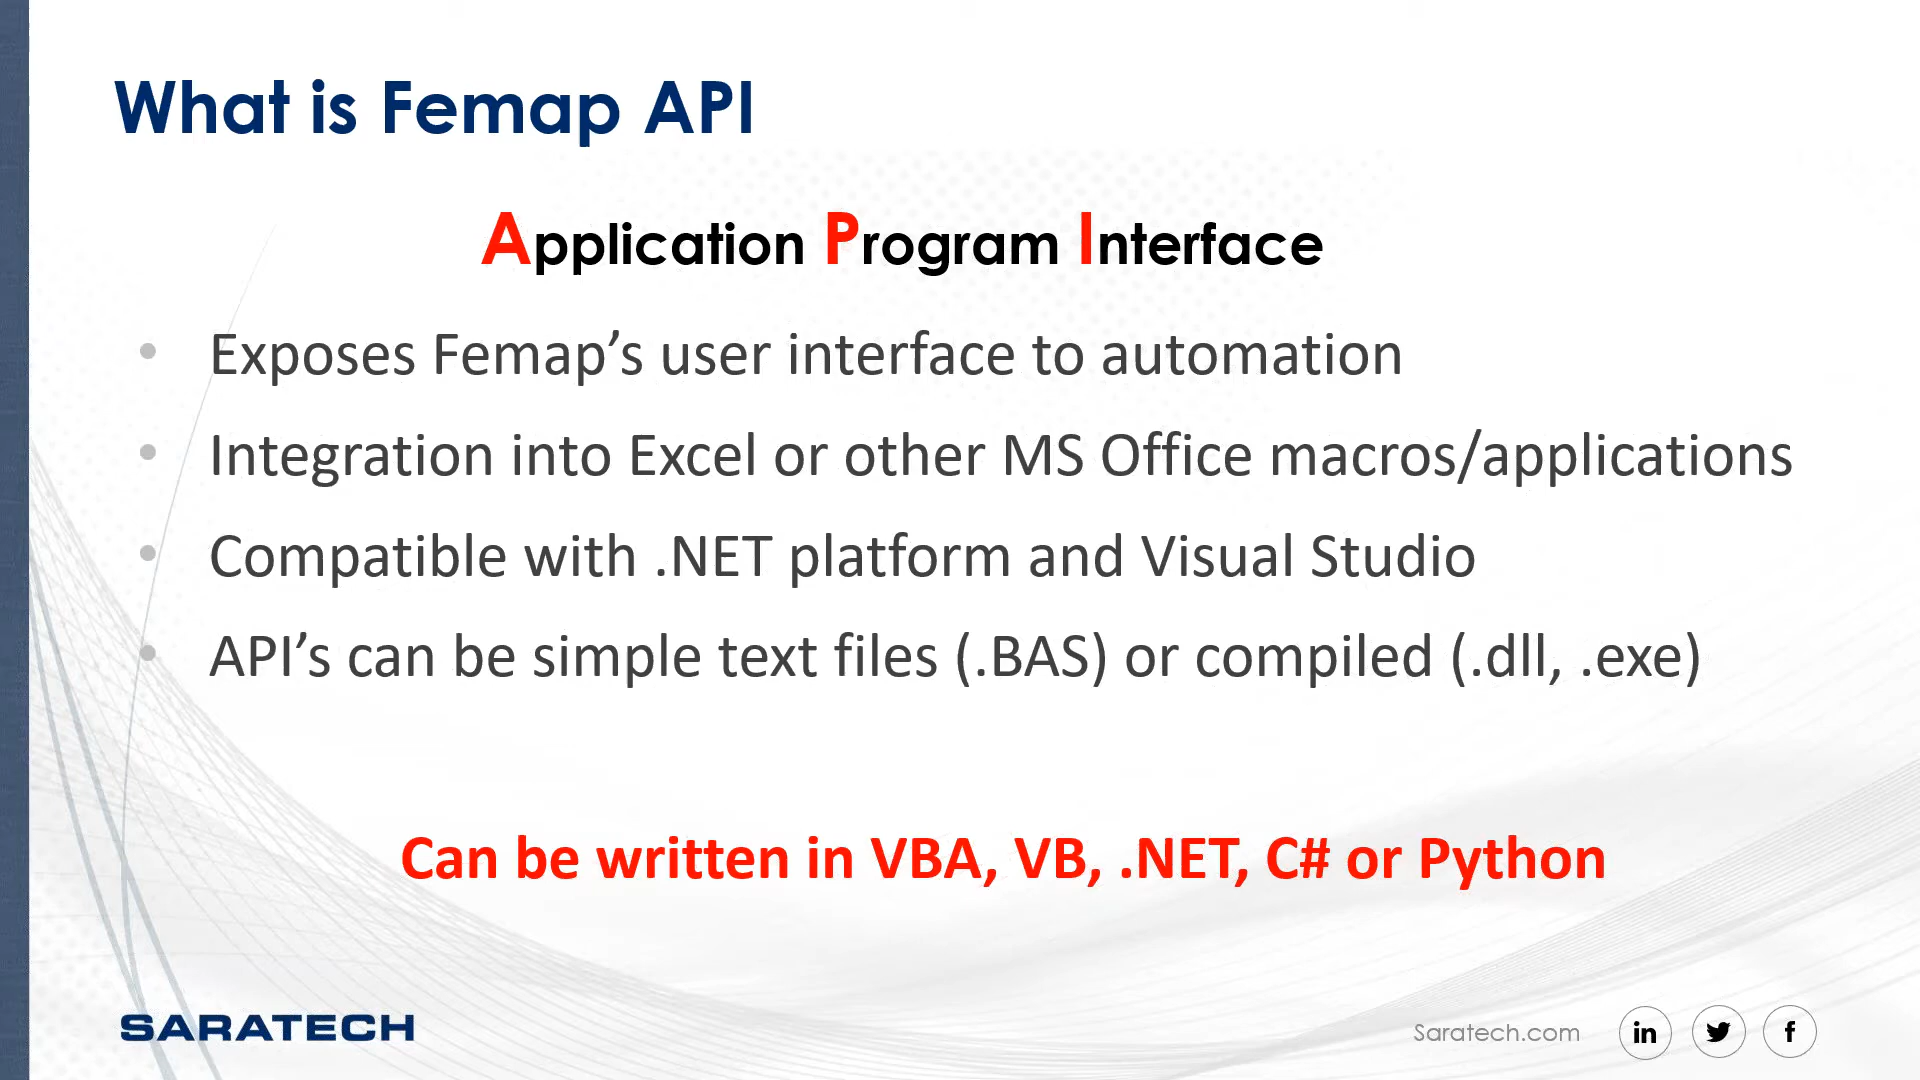 What is Femap API
Application Program Interface
• Exposes Femap’s user interface to automation
• Integration into Excel or other MS Office macros/applications
• Compatible with .NET platform and Visual Studio
• API’s can be simple text files (.BAS) or compiled (.dll, .exe)
Can be written in VBA, VB, .NET, C# or Python
SARATECH
Saratech.com
in
f